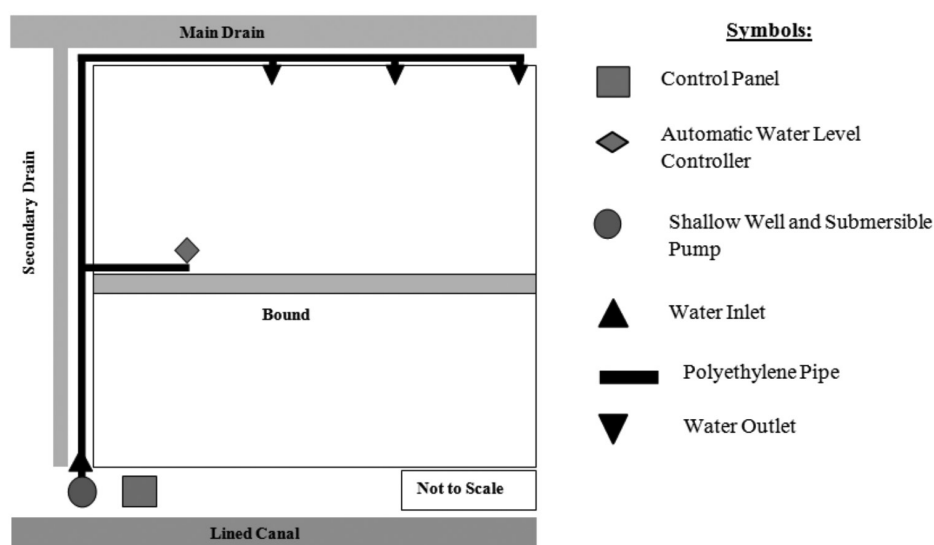 Main Drain
Secondary Drain
Bound
Not to Scale
Lined Canal
Symbols:
Control Panel
Automatic Water Level
Controller
Shallow Well and Submersible
Pump
Water Inlet
Polyethylene Pipe
Water Outlet